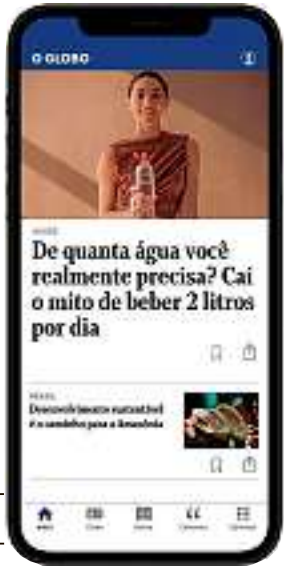 O GLOBO
De quanta água você
realmente precisa? Cai
o mito de beber 2 litros
por dia
BRASIL
Desenvolvimento sustentável
é o caminho para a Amazônia